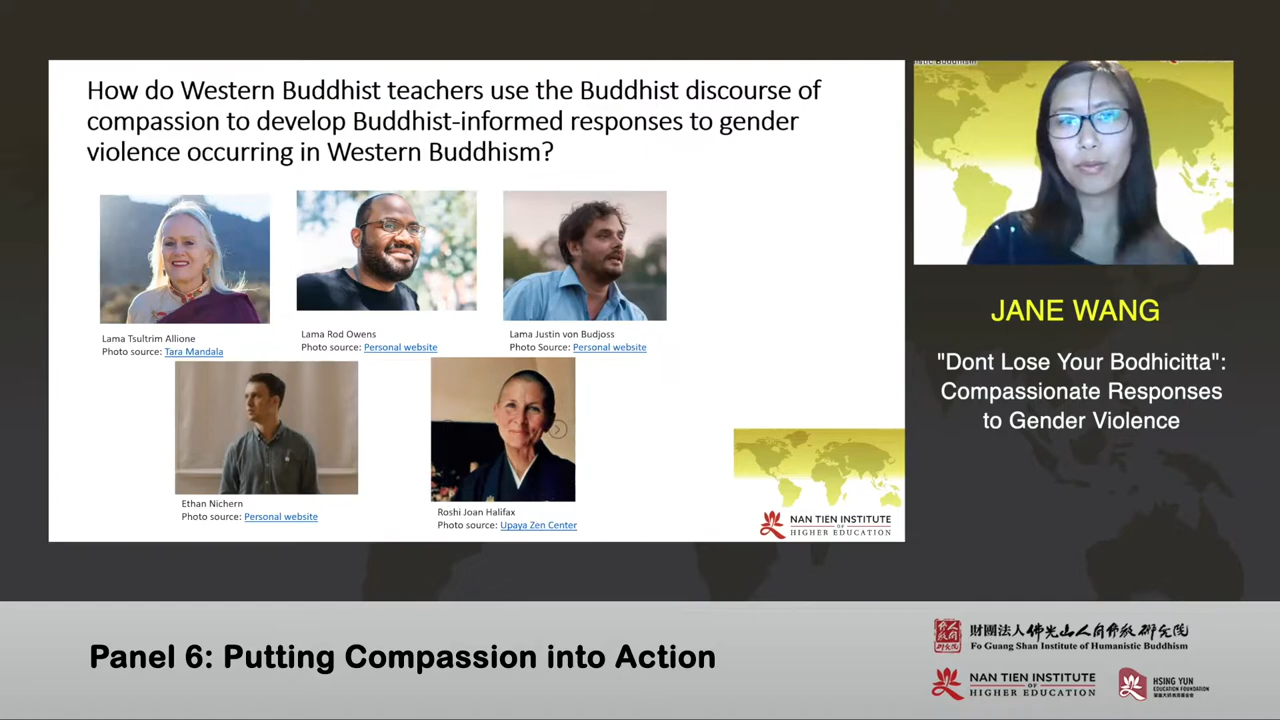 How do Western Buddhist teachers use the Buddhist discourse of
compassion to develop Buddhist-informed responses to gender
violence occurring in Western Buddhism?
Lama Tsultrim Allione
Photo source: Tara Mandala
Lama Rod Owens
Photo source: Personal website
Lama Justin von Budjoss
Photo Source: Personal website
Ethan Nichern
Photo source: Personal website
Roshi Joan Halifax
Photo source: Upaya Zen Center
NAN TIEN INSTITUTE
OF
HIGHER EDUCATION
JANE WANG
"Dont Lose Your Bodhicitta":
Compassionate Responses
to Gender Violence
Panel 6: Putting Compassion into Action
財團法人佛光山人間佛教研究院
Fo Guang Shan Institute of Humanistic Buddhism
NAN TIEN INSTITUTE
OF
HIGHER EDUCATION
HSING YUN
EDUCATION FOUNDATION